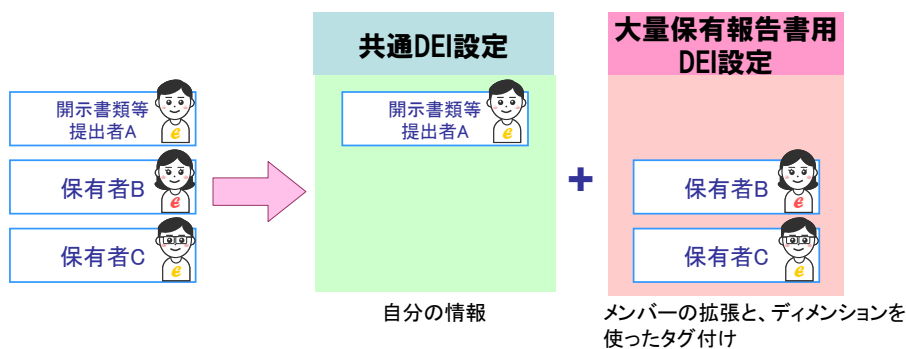 共通DEI設定
大量保有報告書用
DEI設定
開示書類等
提出者A
e
保有者B
e
保有者C
e
開示書類等
提出者A
e
+
保有者B
e
保有者C
e
自分の情報
メンバーの拡張と、ディメンションを
使ったタグ付け